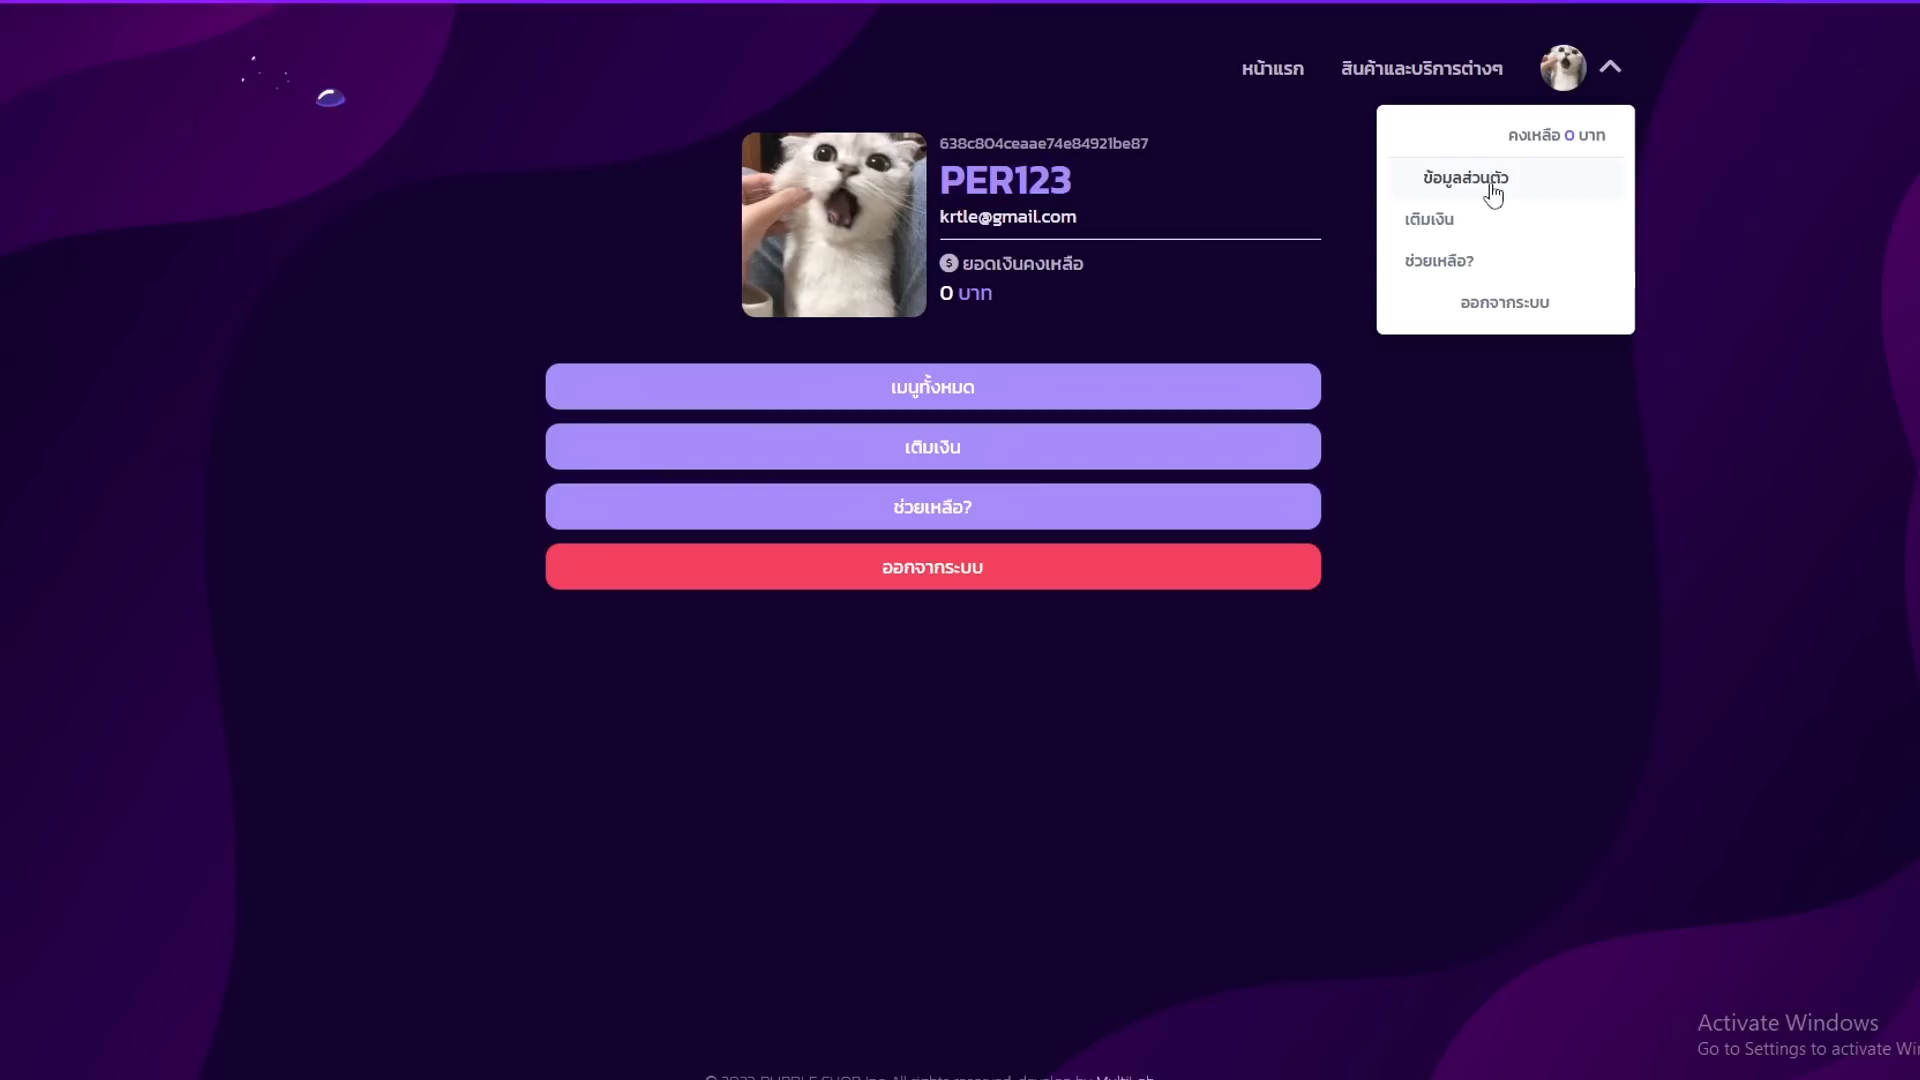 หน้าแรก
สินค้าและบริการต่างๆ
คงเหลือ 0 บาท
ข้อมูลส่วนตัว
เติมเงิน
ช่วยเหลือ?
ออกจากระบบ
638c804ceaae74e84921be87
PER123
krtle@gmail.com
$ ยอดเงินคงเหลือ
0 บาท
เมนูทั้งหมด
เติมเงิน
ช่วยเหลือ?
ออกจากระบบ
Activate Windows
Go to Settings to activate Wi